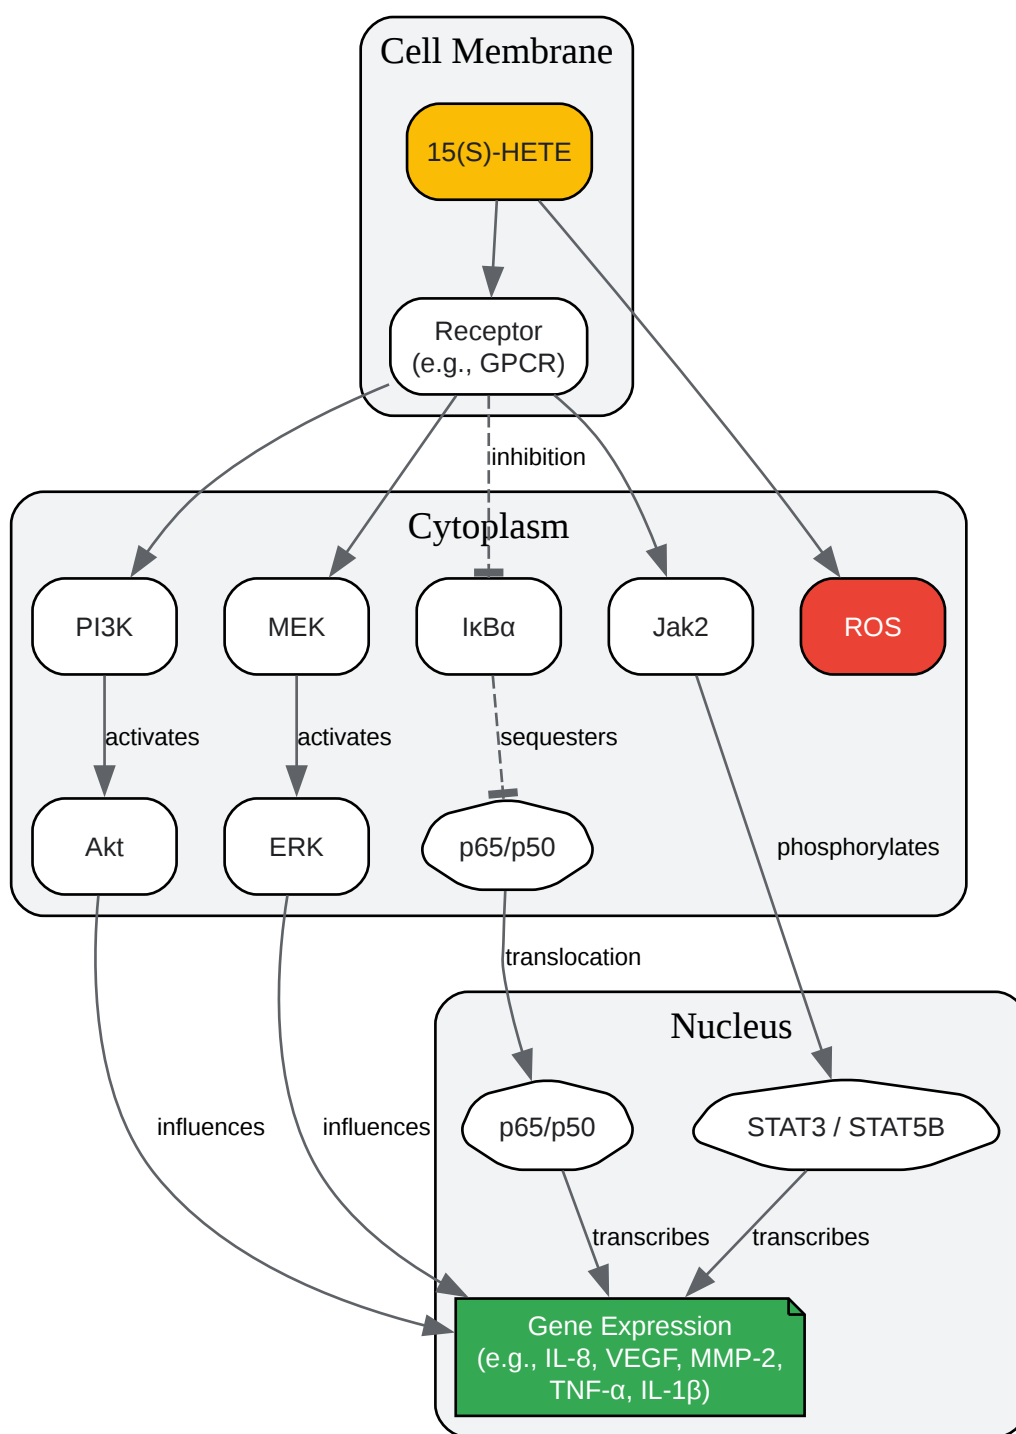 Cell Membrane
15(S)-HETE
Receptor
(e.g., GPCR)
inhibition
Cytoplasm
PI3K
MEK
IκBα
Jak2
ROS
activates
activates
sequesters
Akt
ERK
p65/p50
phosphorylates
translocation
Nucleus
influences
influences
p65/p50
STAT3 / STAT5B
transcribes
transcribes
Gene Expression
(e.g., IL-8, VEGF, MMP-2,
TNF-α, IL-1β)